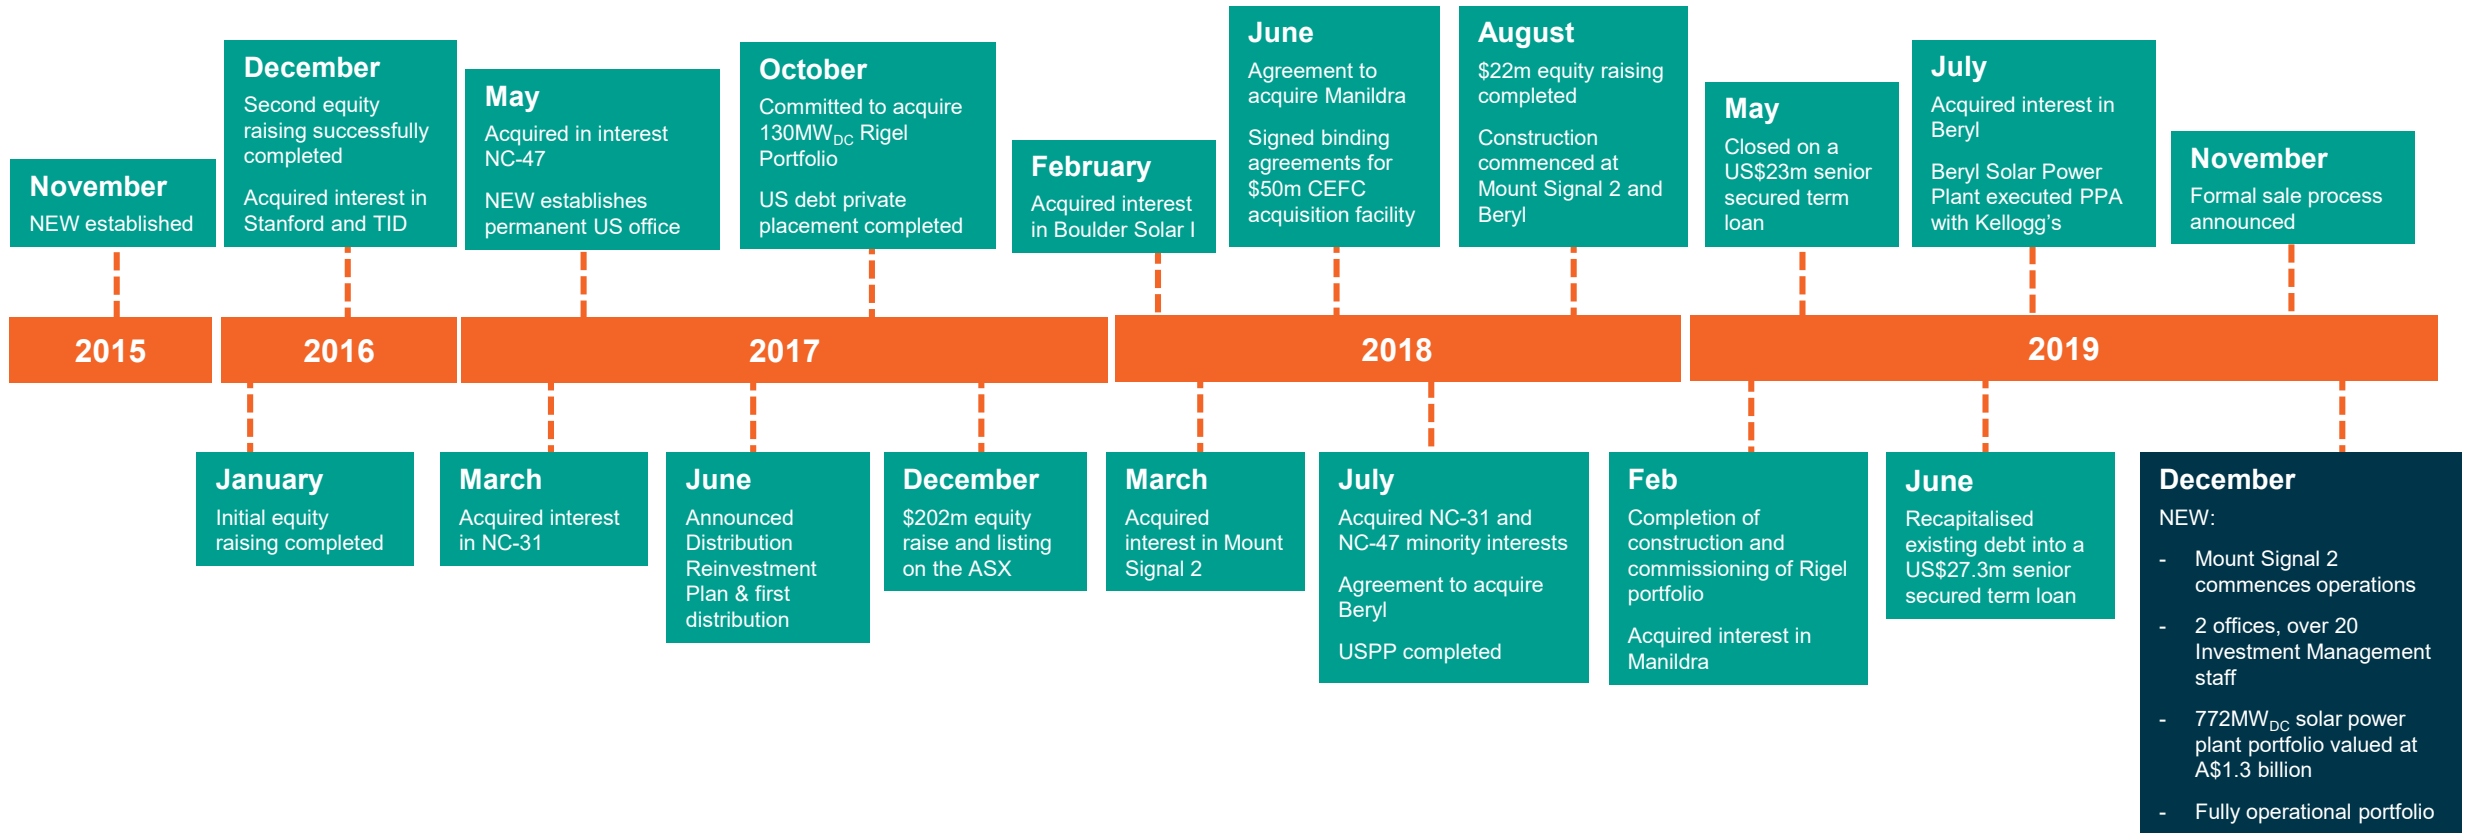 November
NEW established
December
Second equity
raising successfully
completed
Acquired interest in
Stanford and TID
May
Acquired in interest
NC-47
NEW establishes
permanent US office
October
Committed to acquire
130MWDC Rigel
Portfolio
US debt private
placement completed
February
Acquired interest
in Boulder Solar I
June
Agreement to
acquire Manildra
Signed binding
agreements for
$50m CEFC
acquisition facility
August
$22m equity raising
completed
Construction
commenced at
Mount Signal 2 and
Beryl
May
Closed on a
US$23m senior
secured term
loan
July
Acquired interest in
Beryl
Beryl Solar Power
Plant executed PPA
with Kellogg’s
November
Formal sale process
announced
2015
2016
2017
2018
2019
January
Initial equity
raising completed
March
Acquired interest
in NC-31
June
Announced
Distribution
Reinvestment
Plan & first
distribution
December
$202m equity
raise and listing
on the ASX
March
Acquired
interest in Mount
Signal 2
July
Acquired NC-31 and
NC-47 minority interests
Agreement to acquire
Beryl
USPP completed
Feb
Completion of
construction and
commissioning of Rigel
portfolio
Acquired interest in
Manildra
June
Recapitalised
existing debt into a
US$27.3m senior
secured term loan
December
NEW:
- Mount Signal 2
commences operations
- 2 offices, over 20
Investment Management
staff
- 772MWDC solar power
plant portfolio valued at
A$1.3 billion
- Fully operational portfolio